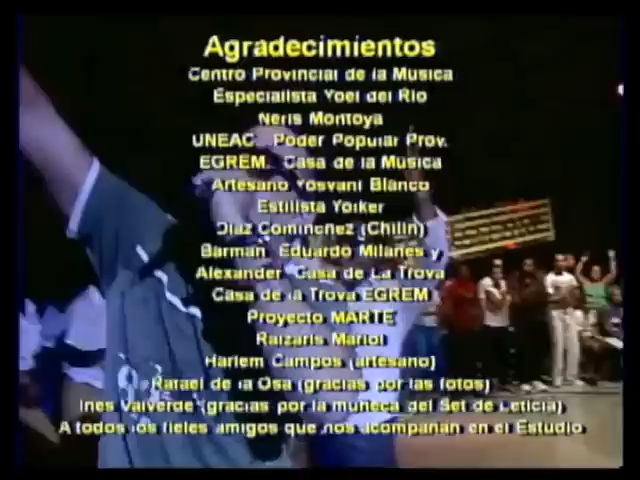 Agradecimientos
Centro Provincial de la Musica
Especialista Yoel del Rio
Neris Montoya
UNEAC. Poder Popular Prov.
EGREM. Casa de la Musica
Artesano Yosvani Blanco
Estilista Yoiker
Diaz Cominchez (Chilin)
Barman Eduardo Milanes y
Alexander Casa de La Trova
Casa de la Trova EGREM
Proyecto MARTE
Raizaris Mariol
Harlem Campos (artesano)
Rafael de la Osa (gracias por las fotos)
Ines Valverde (gracias por la muñeca del Set de Leticia)
A todos los fieles amigos que nos acompañan en el Estudio